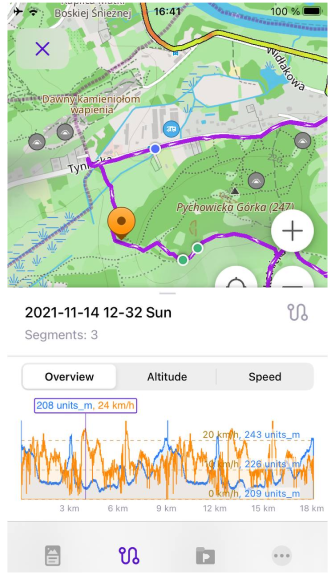 16:41
100 %
Boskiej Śnieżnej
Widłakowa
Dawny kamieniołom
wapienia
Pychowicka Górka (247)
2021-11-14 12-32 Sun
Segments: 3
Overview
Altitude
Speed
208 units_m, 24 km/h
20 km/h, 243 units_m
10 km/h, 226 units_m
0 km/h, 209 units_m
3 km
6 km
9 km
12 km
15 km
18 km